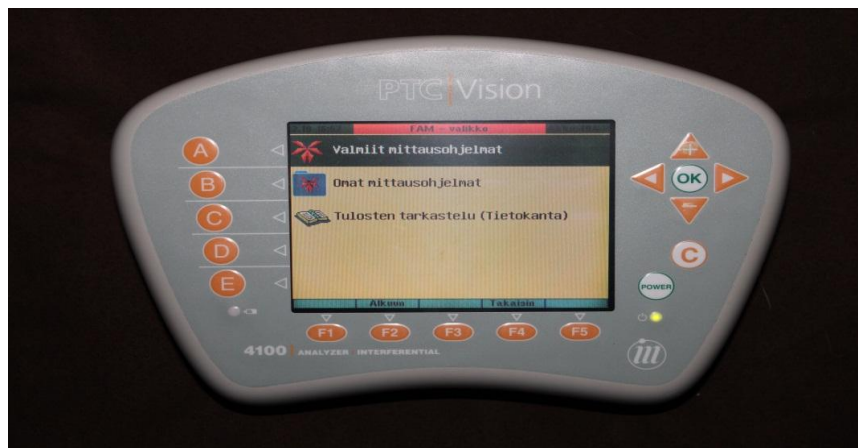 PTC Vision
FAM - valikko
A
Valmiit mittausohjelmat
B
Omat mittausohjelmat
OK
C
Tulosten tarkastelu (Tietokanta)
D
C
E
POWER
Alkuun
Takaisin
F1 F2 F3 F4 F5
4100 ANALYZER INTERFERENTIAL